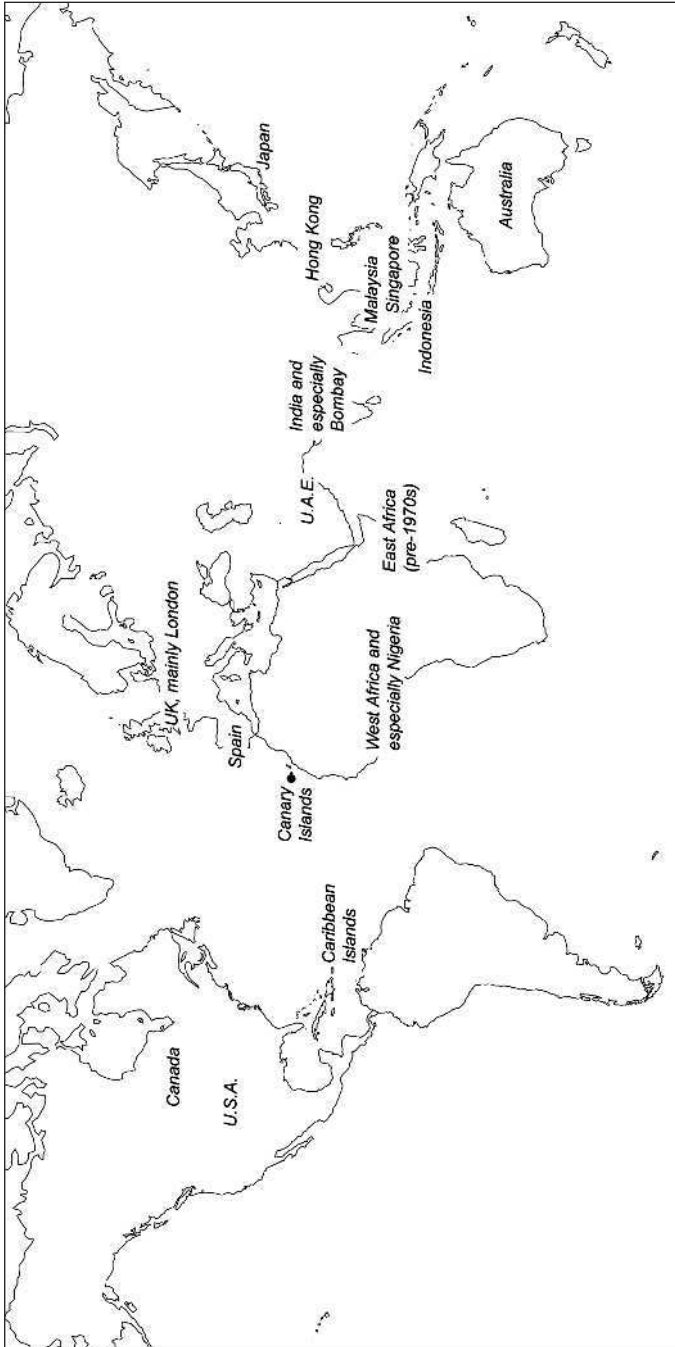 Canada
U.S.A.
Caribbean
Islands
Canary
Islands
Spain
UK, mainly London
West Africa and
especially Nigeria
East Africa
(pre-1970s)
U.A.E.
India and
especially
Bombay
Hong Kong
Malaysia
Singapore
Indonesia
Japan
Australia